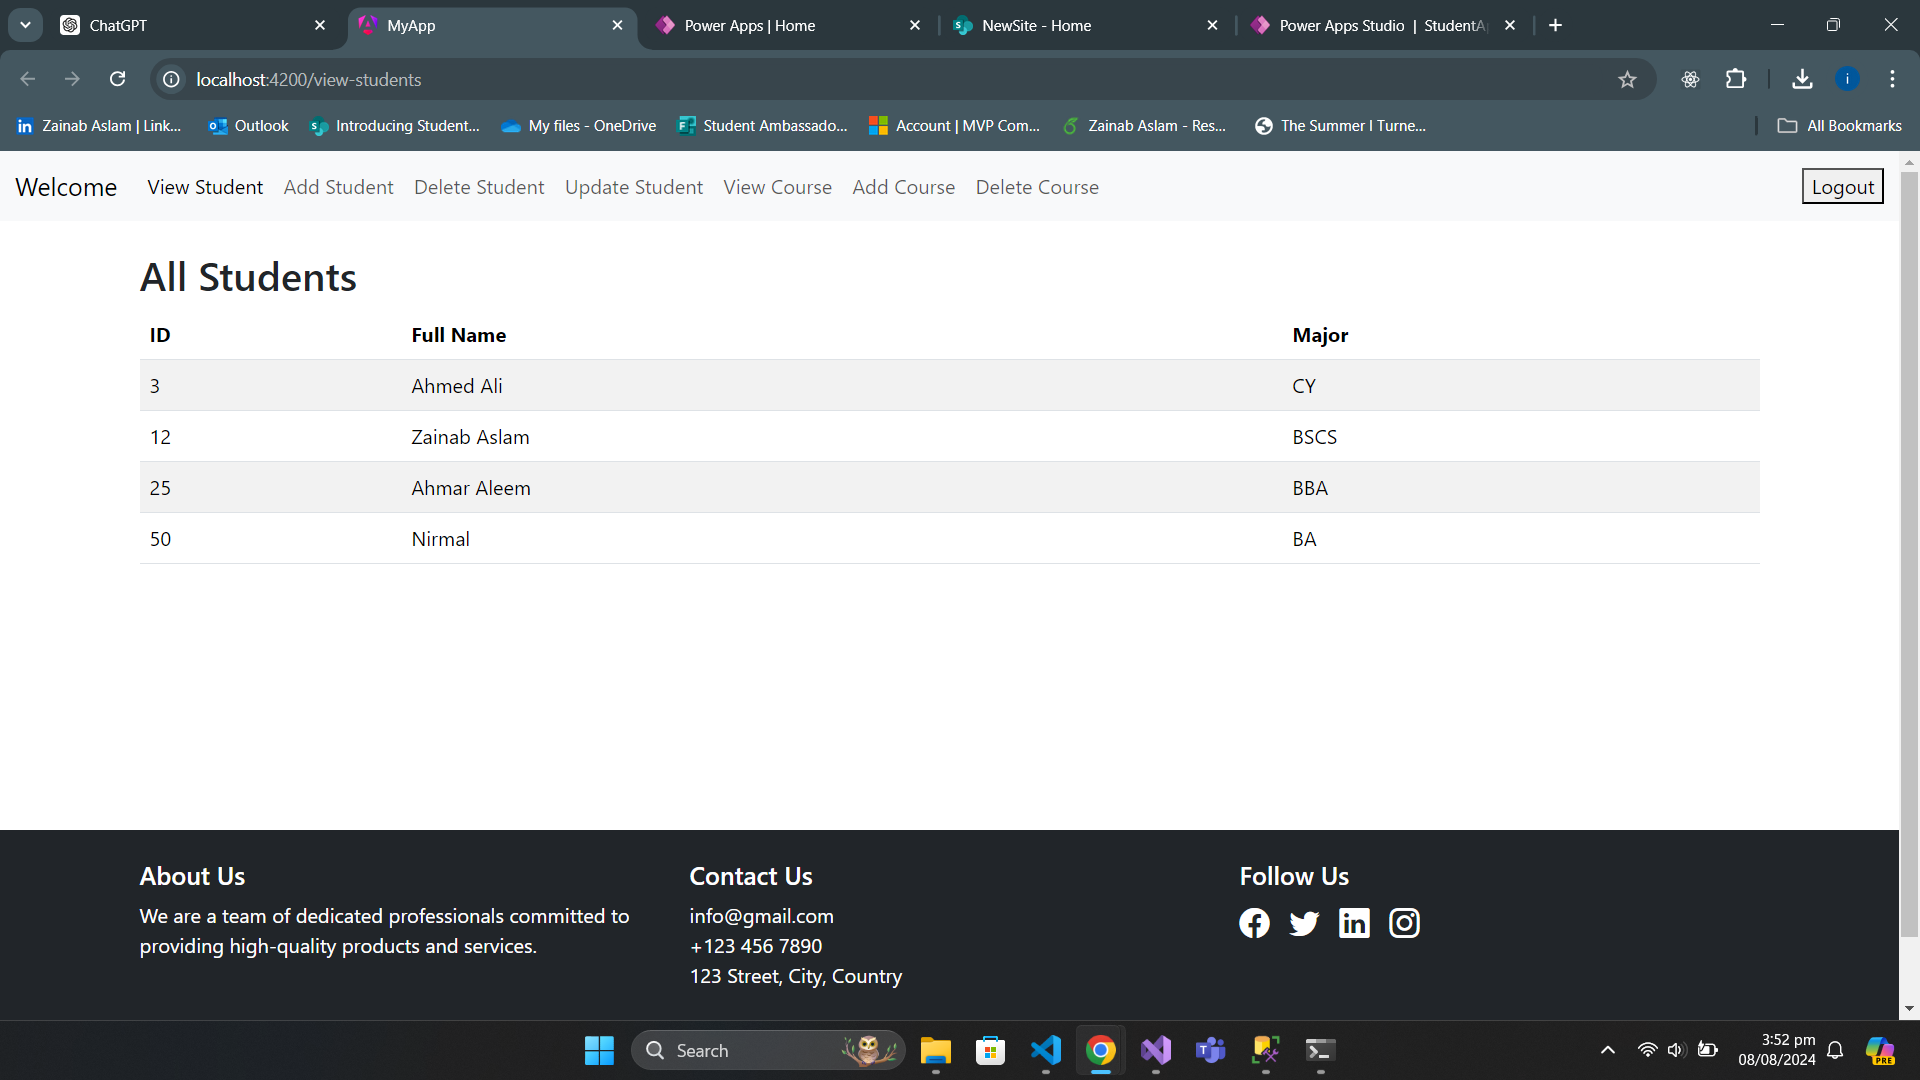 ChatGPT
MyApp
Power Apps | Home
NewSite - Home
Power Apps Studio | StudentA
localhost:4200/view-students
Zainab Aslam | Link...
Outlook
Introducing Student...
My files - OneDrive
Student Ambassado...
Account | MVP Com...
Zainab Aslam - Res...
The Summer I Turne...
All Bookmarks
Welcome
View Student
Add Student
Delete Student
Update Student
View Course
Add Course
Delete Course
Logout
All Students
ID Full Name Major
3 Ahmed Ali CY
12 Zainab Aslam BSCS
25 Ahmar Aleem BBA
50 Nirmal BA
About Us
We are a team of dedicated professionals committed to
providing high-quality products and services.
Contact Us
info@gmail.com
+123 456 7890
123 Street, City, Country
Follow Us
Search
3:52 pm
08/08/2024
PRE